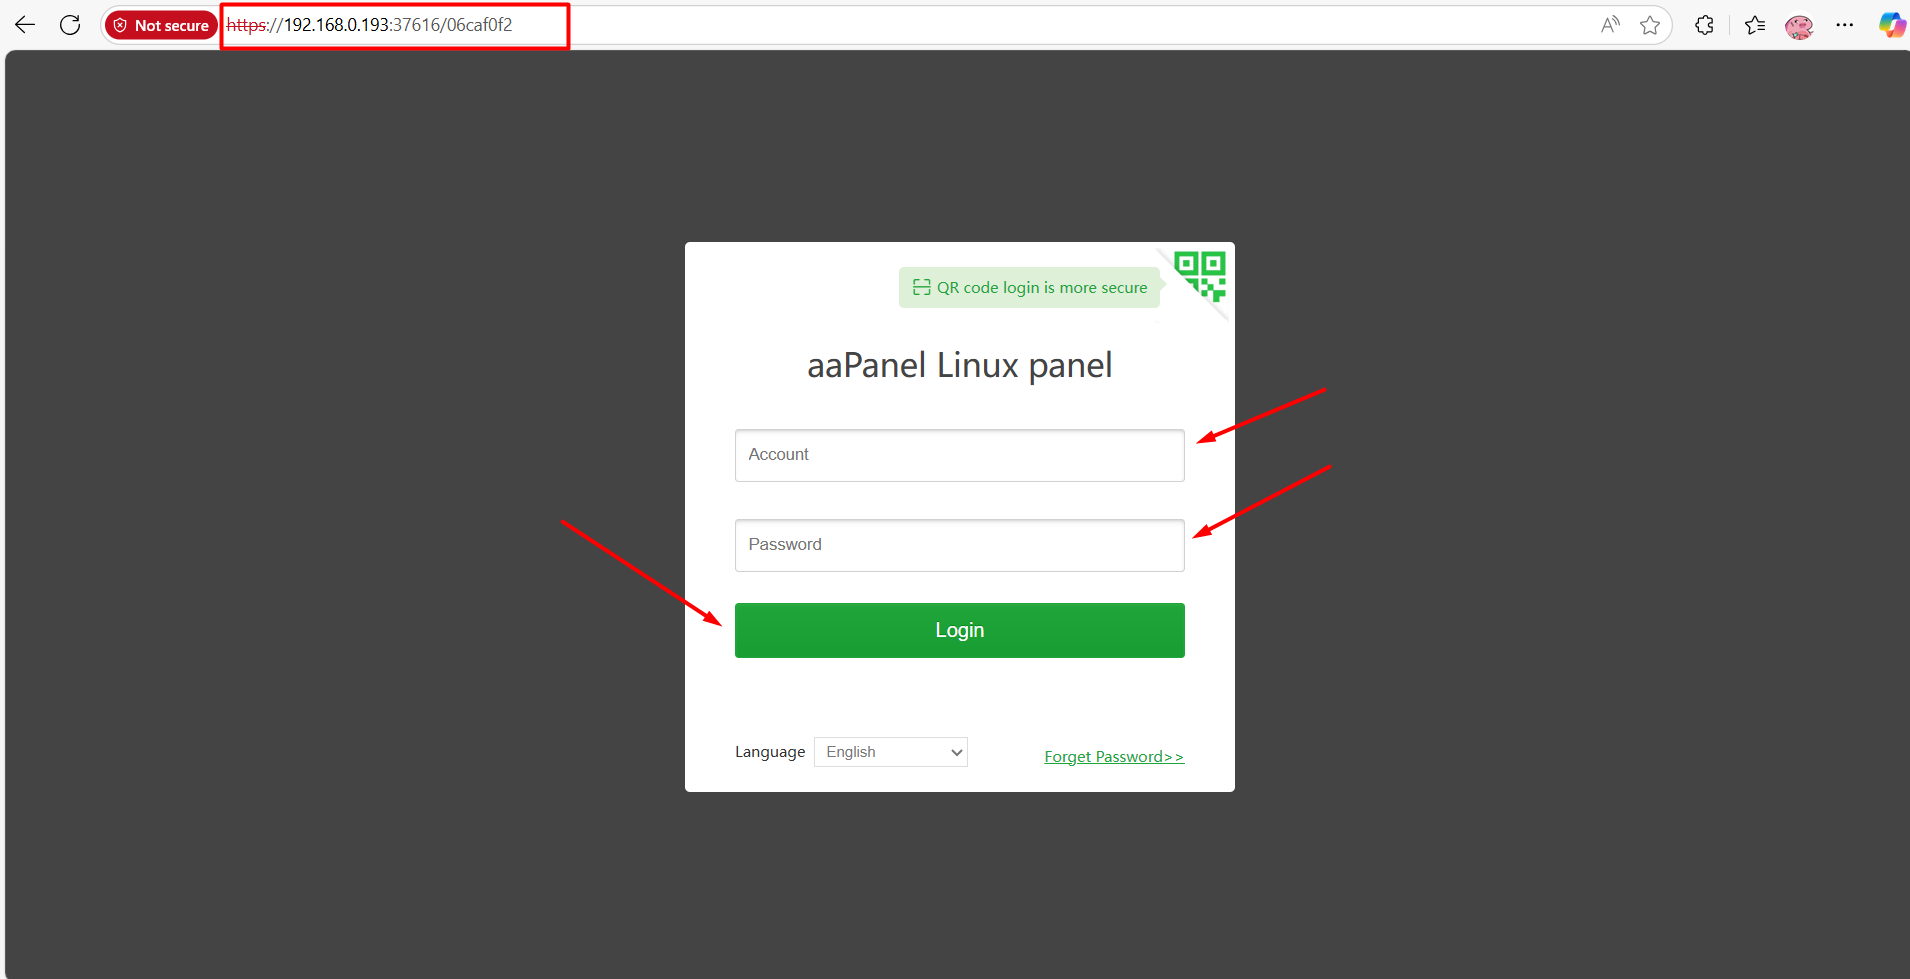 Not secure https://192.168.0.193:37616/06caf0f2
QR code login is more secure
aaPanel Linux panel
Account
Password
Login
Language English Forget Password>>